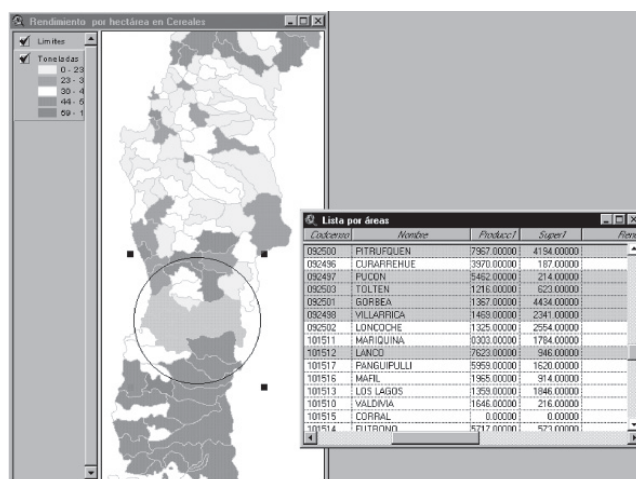 Rendimiento por hectárea en Cereales
Limites
Toneladas
0 - 23
23 - 3
30 - 4
44 - 5
59 - 1
Lista por áreas
Codcenso Nombre Producc1 Super1 Rend
092500 PITRUFQUEN 7967.00000 4194.00000
092496 CURARREHUE 3970.00000 187.00000
092497 PUCON 5462.00000 214.00000
092503 TOLTEN 1216.00000 623.00000
092501 GORBEA 1367.00000 4434.00000
092498 VILLARRICA 1469.00000 2341.00000
092502 LONCOCHE 1325.00000 2554.00000
101511 MARIQUINA 0303.00000 1784.00000
101512 LANCO 7623.00000 946.00000
101517 PANGUIPULLI 5959.00000 1620.00000
101516 MAFIL 1965.00000 914.00000
101513 LOS LAGOS 1359.00000 1846.00000
101510 VALDIVIA 1646.00000 216.00000
101515 CORRAL 0.00000 0.00000
101514 FUTRONO 5717.00000 573.00000